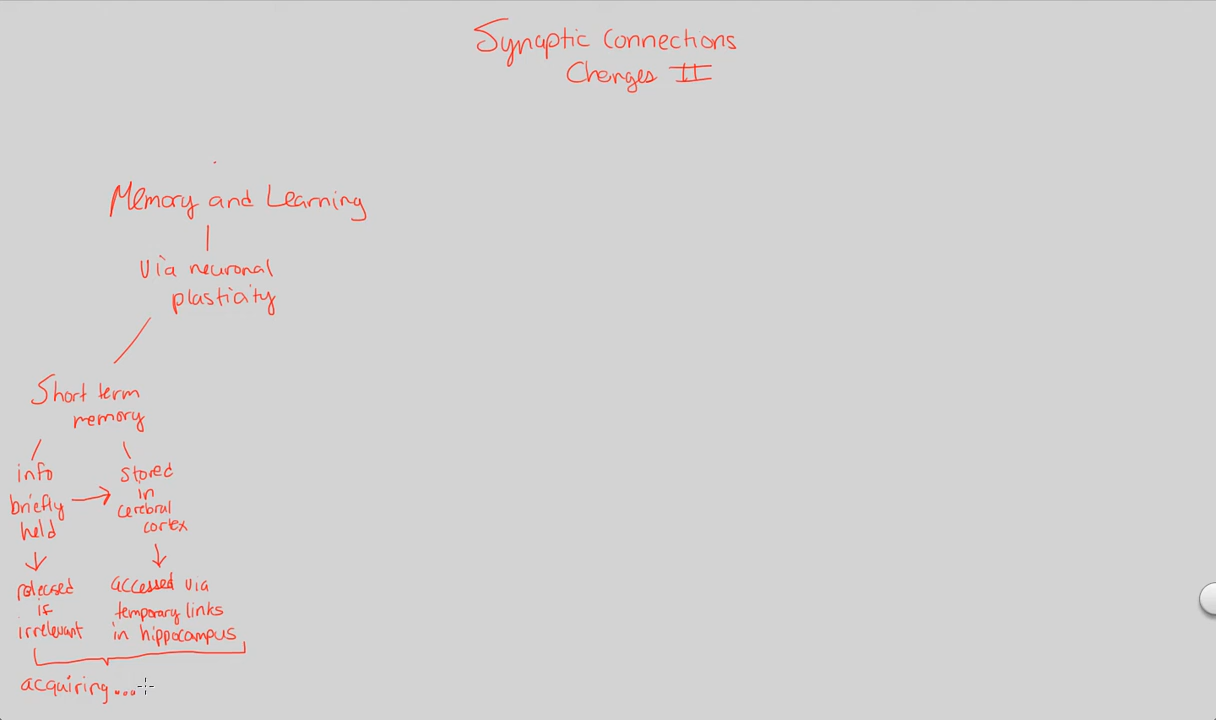 Synaptic Connections
Changes II
Memory and Learning
Via neuronal
plasticity
Short term
memory
info
briefly
held
Stored
in
cerebral
cortex
released
if
irrelevant
accessed via
temporary links
in hippocampus
acquiring...